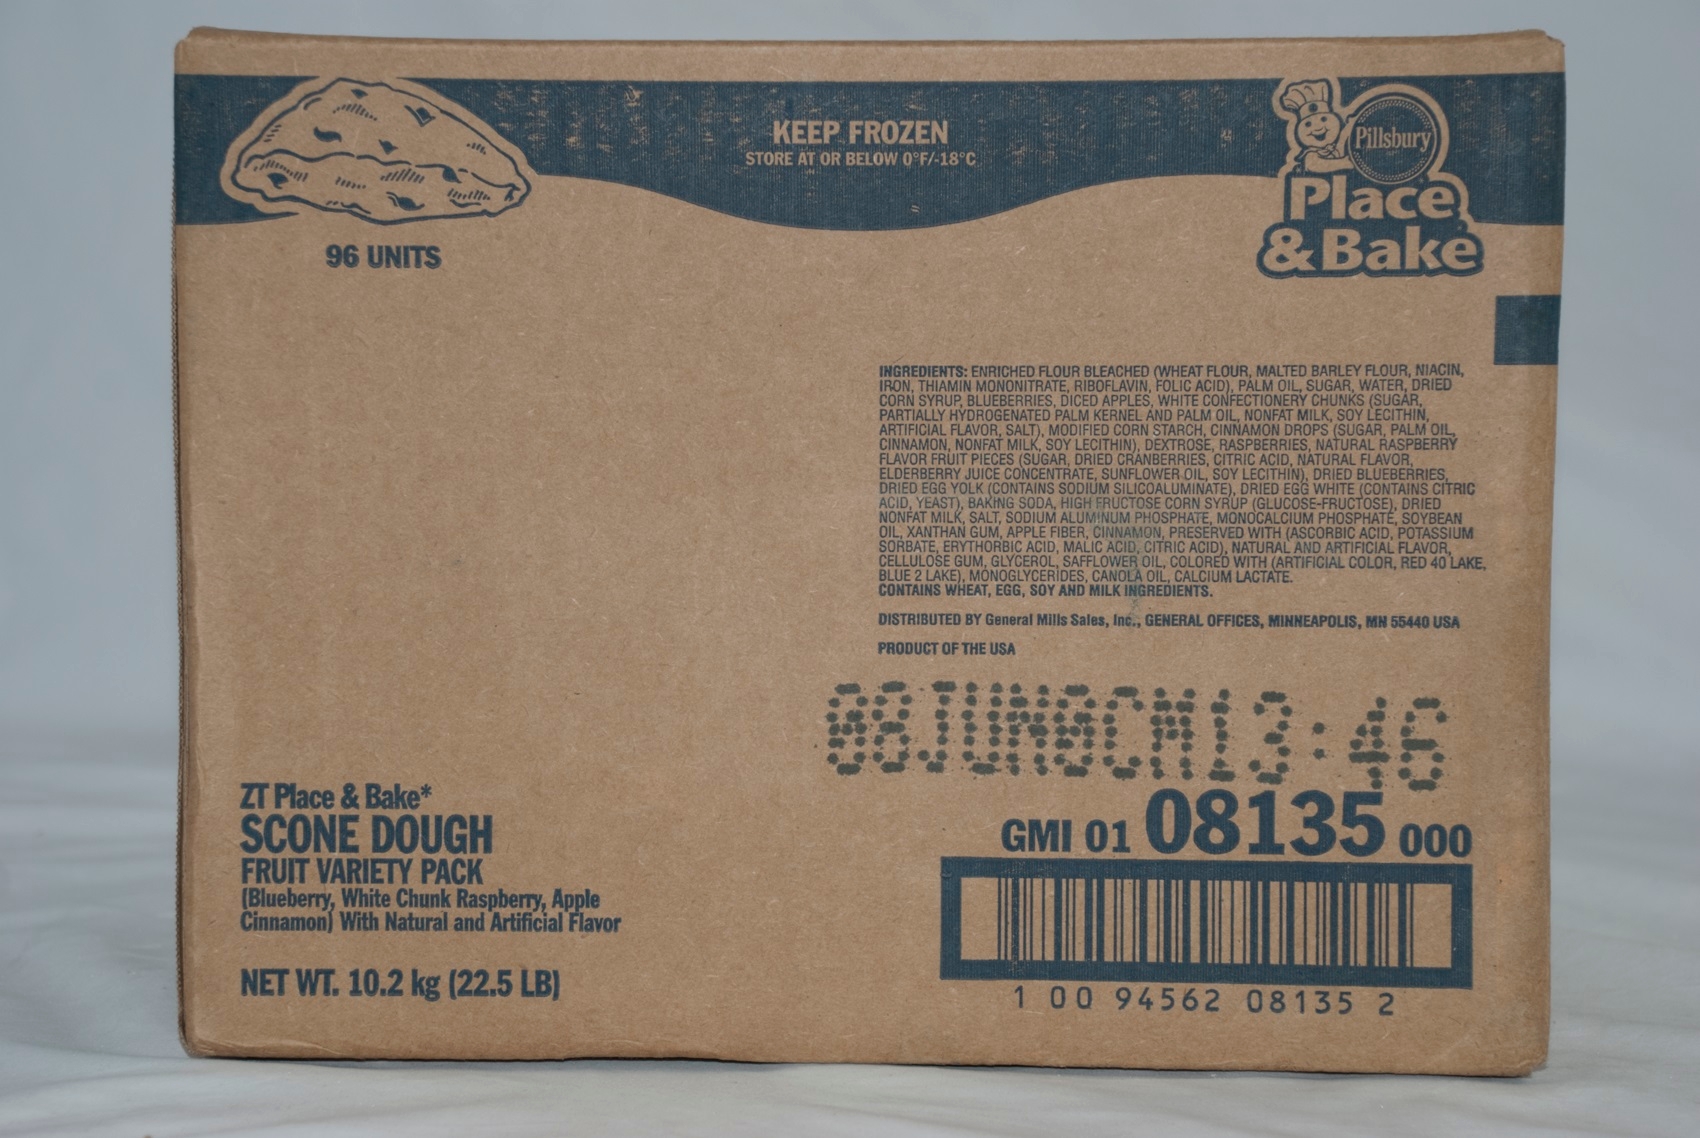 KEEP FROZEN
STORE AT OR BELOW 0°F/-18°C
Pillsbury
Place
& Bake
96 UNITS
INGREDIENTS: ENRICHED FLOUR BLEACHED (WHEAT FLOUR, MALTED BARLEY FLOUR, NIACIN,
IRON, THIAMIN MONONITRATE, RIBOFLAVIN, FOLIC ACID), PALM OIL, SUGAR, WATER, DRIED
CORN SYRUP, BLUEBERRIES, DICED APPLES, WHITE CONFECTIONERY CHUNKS (SUGAR,
PARTIALLY HYDROGENATED PALM KERNEL AND PALM OIL, NONFAT MILK, SOY LECITHIN,
ARTIFICIAL FLAVOR, SALT), MODIFIED CORN STARCH, CINNAMON DROPS (SUGAR, PALM OIL,
CINNAMON, NONFAT MILK, SOY LECITHIN), DEXTROSE, RASPBERRIES, NATURAL RASPBERRY
FLAVOR FRUIT PIECES (SUGAR, DRIED CRANBERRIES, CITRIC ACID, NATURAL FLAVOR,
ELDERBERRY JUICE CONCENTRATE, SUNFLOWER OIL, SOY LECITHIN), DRIED BLUEBERRIES,
DRIED EGG YOLK (CONTAINS SODIUM SILICOALUMINATE), DRIED EGG WHITE (CONTAINS CITRIC
ACID, YEAST), BAKING SODA, HIGH FRUCTOSE CORN SYRUP (GLUCOSE-FRUCTOSE), DRIED
NONFAT MILK, SALT, SODIUM ALUMINUM PHOSPHATE, MONOCALCIUM PHOSPHATE, SOYBEAN
OIL, XANTHAN GUM, APPLE FIBER, CINNAMON, PRESERVED WITH (ASCORBIC ACID, POTASSIUM
SORBATE, ERYTHORBIC ACID, MALIC ACID, CITRIC ACID), NATURAL AND ARTIFICIAL FLAVOR,
CELLULOSE GUM, GLYCEROL, SAFFLOWER OIL, COLORED WITH (ARTIFICIAL COLOR, RED 40 LAKE,
BLUE 2 LAKE), MONOGLYCERIDES, CANOLA OIL, CALCIUM LACTATE.
CONTAINS WHEAT, EGG, SOY AND MILK INGREDIENTS.
DISTRIBUTED BY General Mills Sales, Inc., GENERAL OFFICES, MINNEAPOLIS, MN 55440 USA
PRODUCT OF THE USA
13:46
ZT Place & Bake*
SCONE DOUGH
FRUIT VARIETY PACK
(Blueberry, White Chunk Raspberry, Apple
Cinnamon) With Natural and Artificial Flavor
NET WT. 10.2 kg (22.5 LB)
GMI 01 08135 000
1 00 94562 08135 2